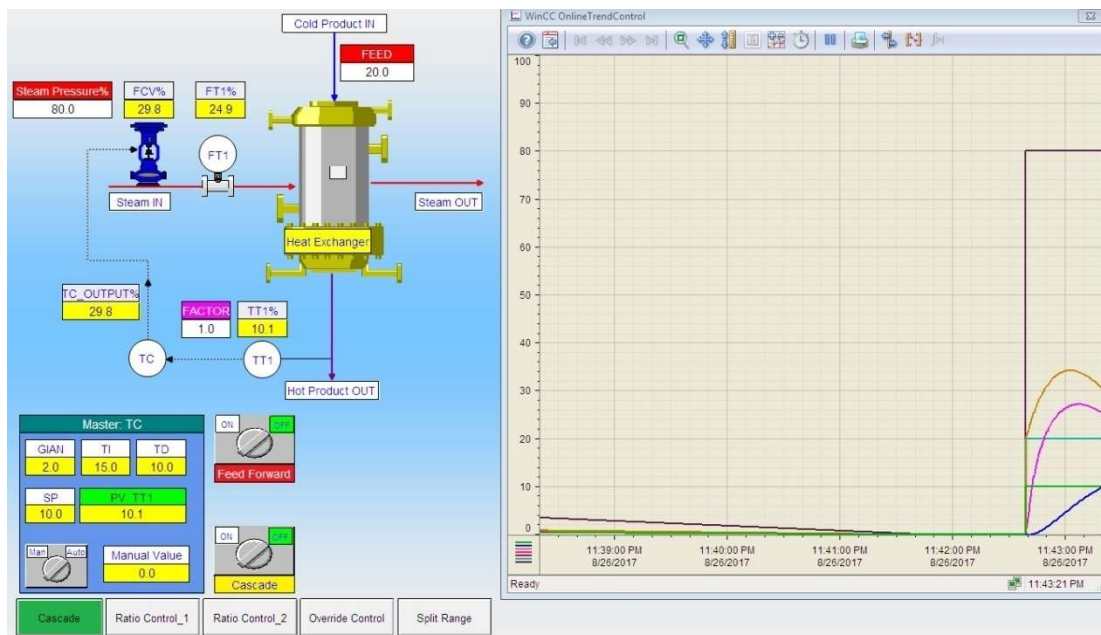 Cold Product IN
FEED
20.0
Steam Pressure%
80.0
FCV%
29.8
FT1%
24.9
FT1
Steam IN
Steam OUT
Heat Exchanger
TC_OUTPUT%
29.8
FACTOR
1.0
TT1%
10.1
TC
TT1
Hot Product OUT
Master: TC
GIAN
2.0
TI
15.0
TD
10.0
SP
10.0
PV_TT1
10.1
Man
Auto
Manual Value
0.0
ON
OFF
Feed Forward
ON
OFF
Cascade
Cascade
Ratio Control_1
Ratio Control_2
Override Control
Split Range
WinCC OnlineTrendControl
100
90
80
70
60
50
40
30
20
10
0
11:39:00 PM
8/26/2017
11:40:00 PM
8/26/2017
11:41:00 PM
8/26/2017
11:42:00 PM
8/26/2017
11:43:00 PM
8/26/2017
Ready
11:43:21 PM